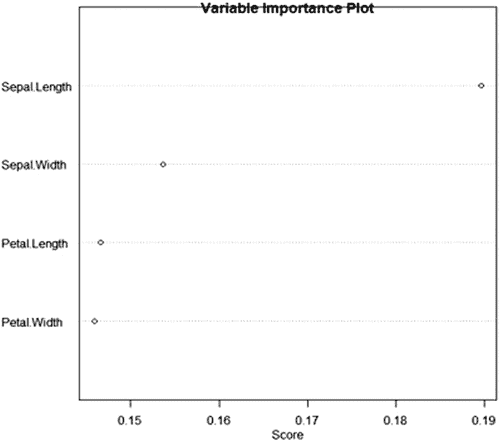 Variable Importance Plot
Sepal.Length
Sepal.Width
Petal.Length
Petal.Width
0.15 0.16 0.17 0.18 0.19
Score